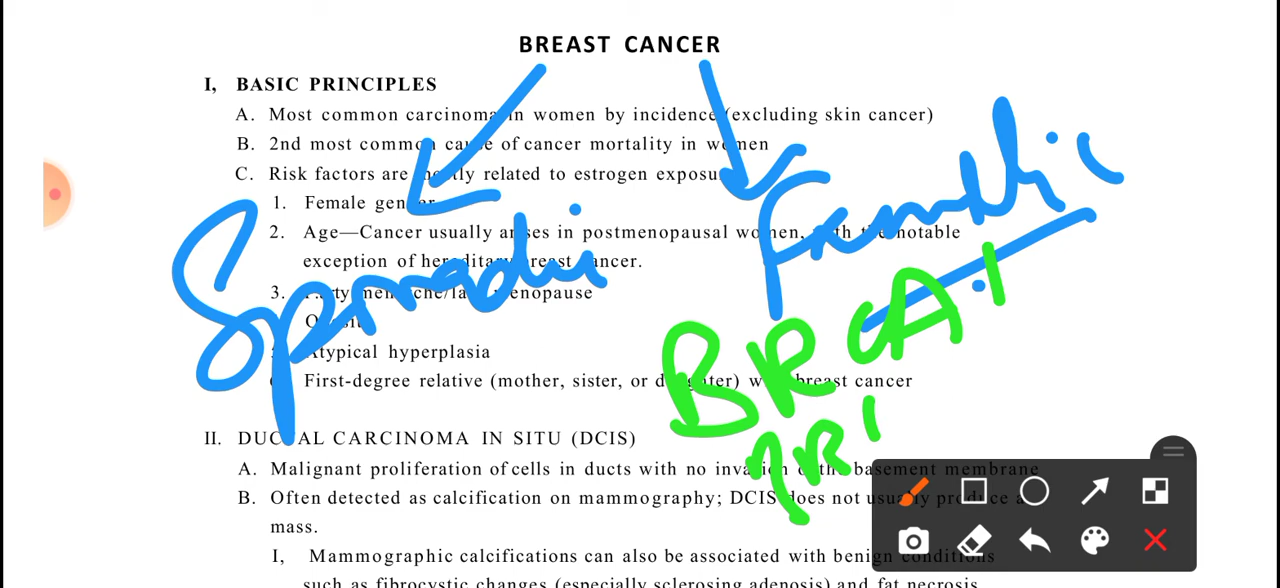 BREAST CANCER
I, BASIC PRINCIPLES
A. Most common carcinoma in women by incidence (excluding skin cancer)
B. 2nd most common cause of cancer mortality in women
C. Risk factors are mostly related to estrogen exposu
1. Female gender
2. Age—Cancer usually arises in postmenopausal women, with the notable
exception of hereditary breast cancer.
3. menarche/la menopause
Atypical hyperplasia
First-degree relative (mother, sister, or daughter) with breast cancer
II. DUCTAL CARCINOMA IN SITU (DCIS)
A. Malignant proliferation of cells in ducts with no invasion of the basement membrane
B. Often detected as calcification on mammography; DCIS does not usually produce a
mass.
I, Mammographic calcifications can also be associated with benign conditions
such as fibrocystic changes (especially sclerosing adenosis) and fat necrosis
BRCA1